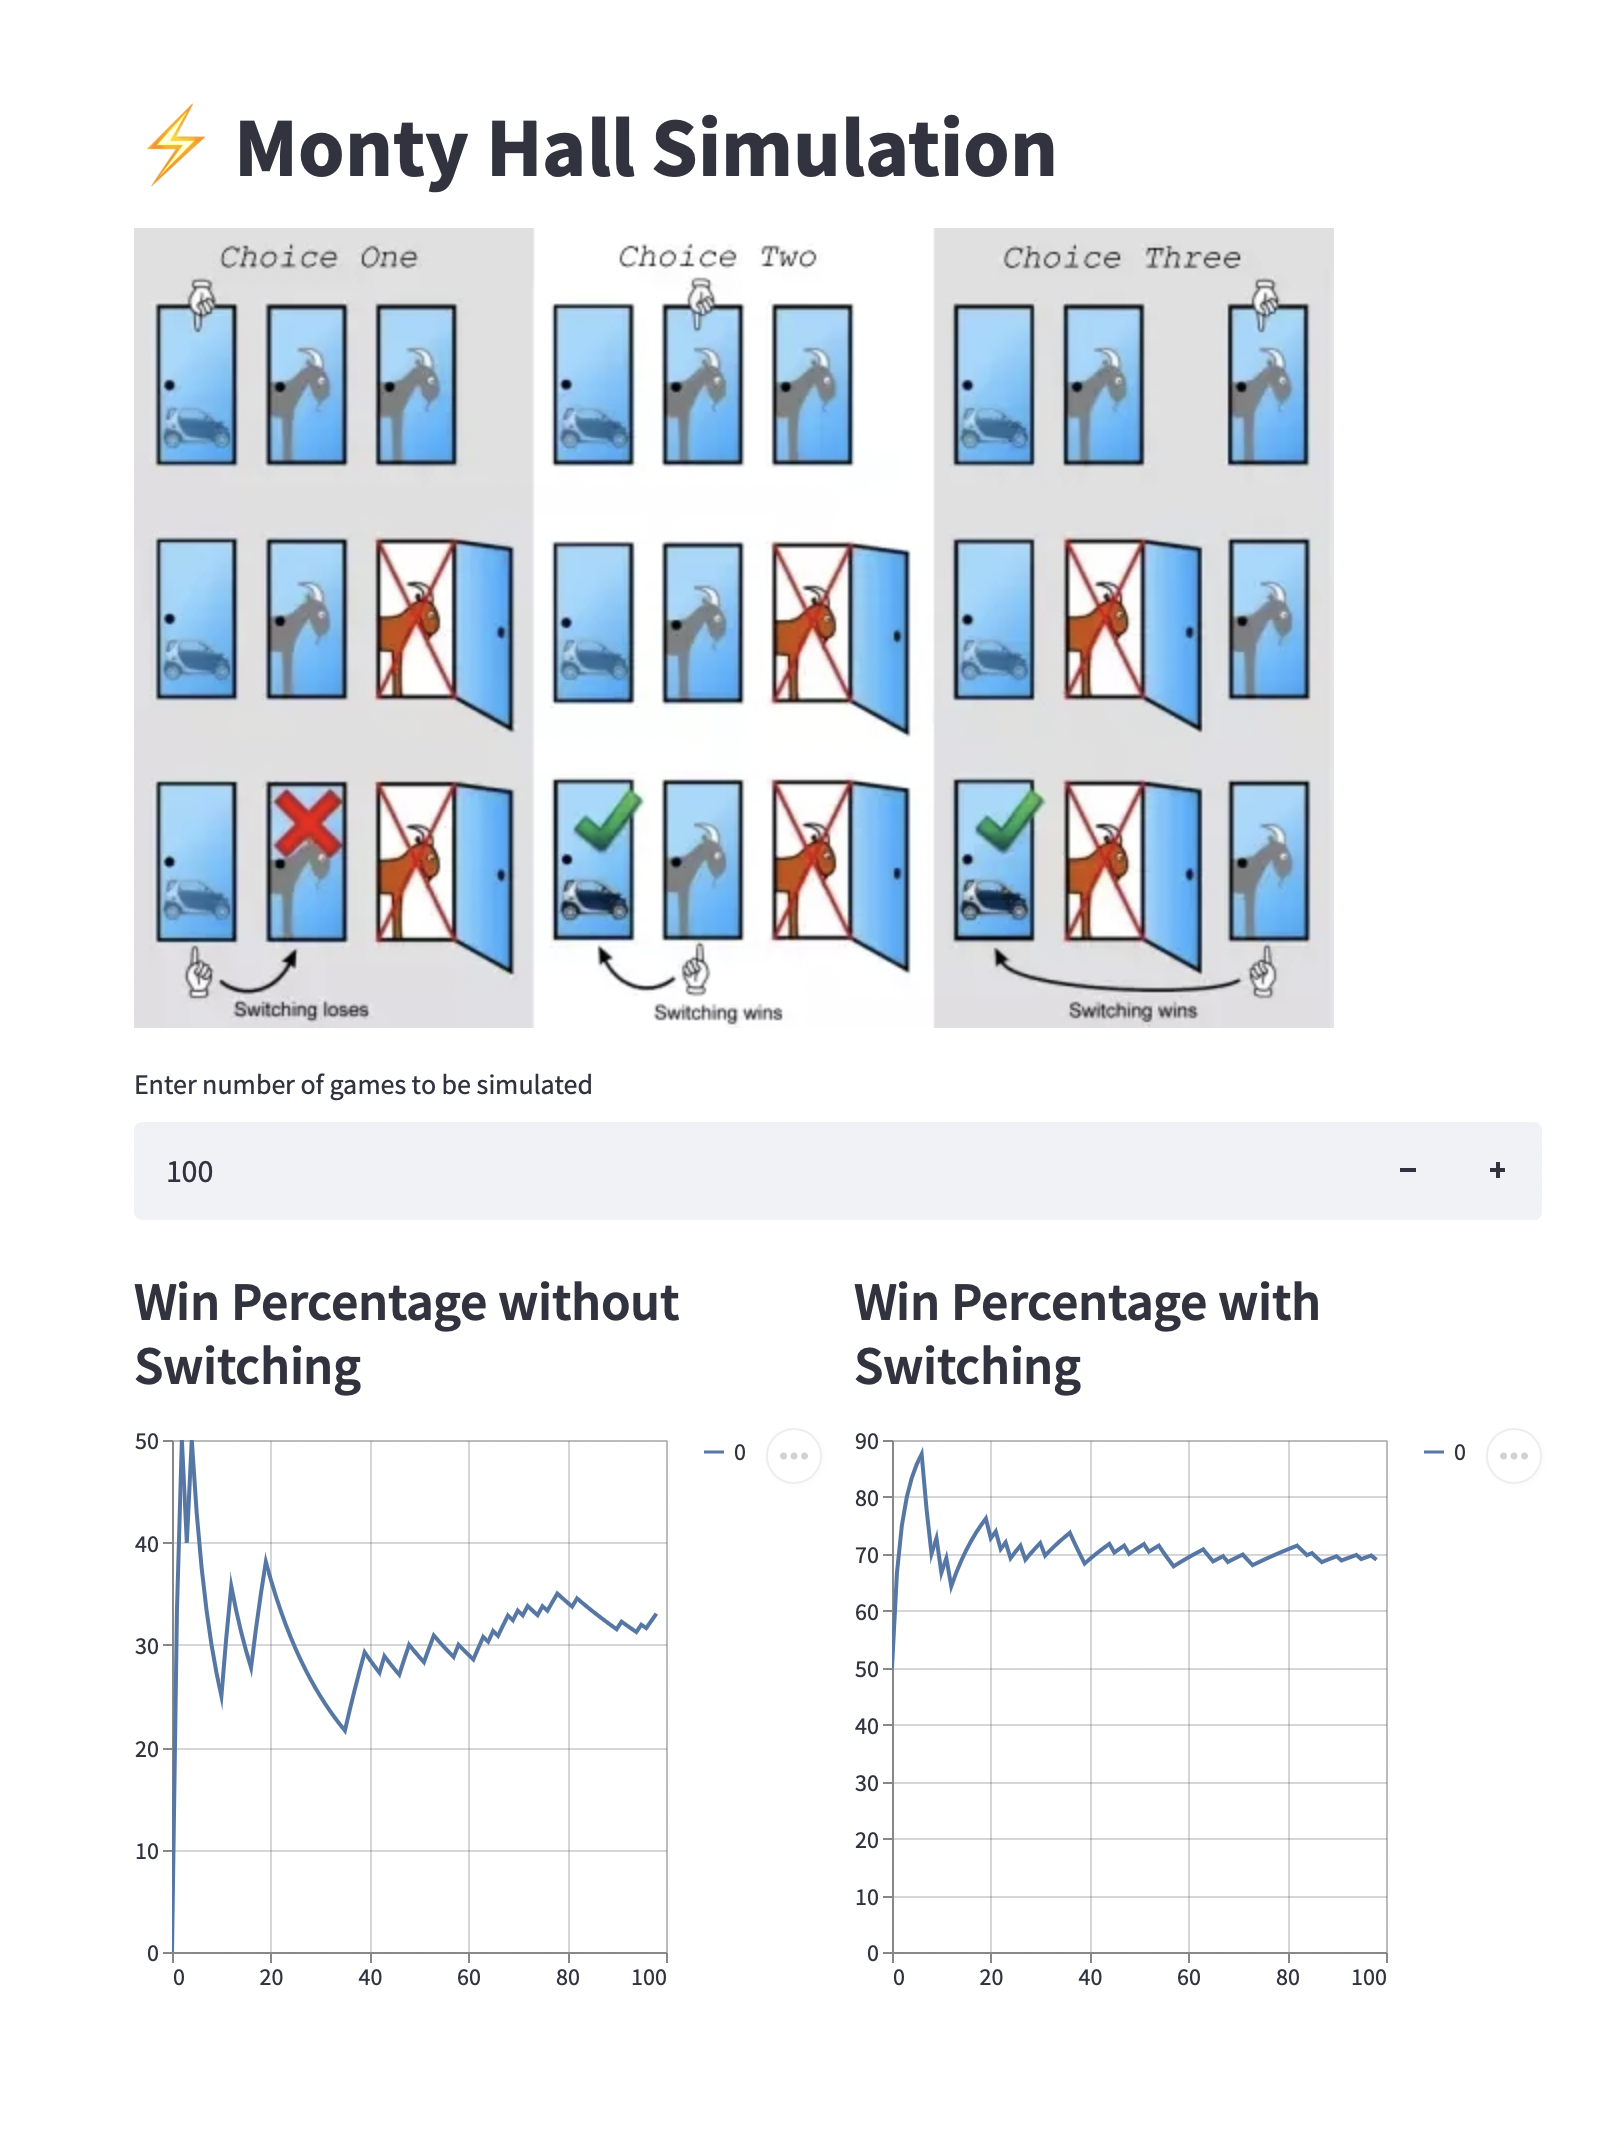 ⚡ Monty Hall Simulation
Choice One
Choice Two
Choice Three
Switching loses
Switching wins
Switching wins
Enter number of games to be simulated
100
− +
Win Percentage without
Switching
50
40
30
20
10
0
0 20 40 60 80 100
0
Win Percentage with
Switching
90
80
70
60
50
40
30
20
10
0
0 20 40 60 80 100
0